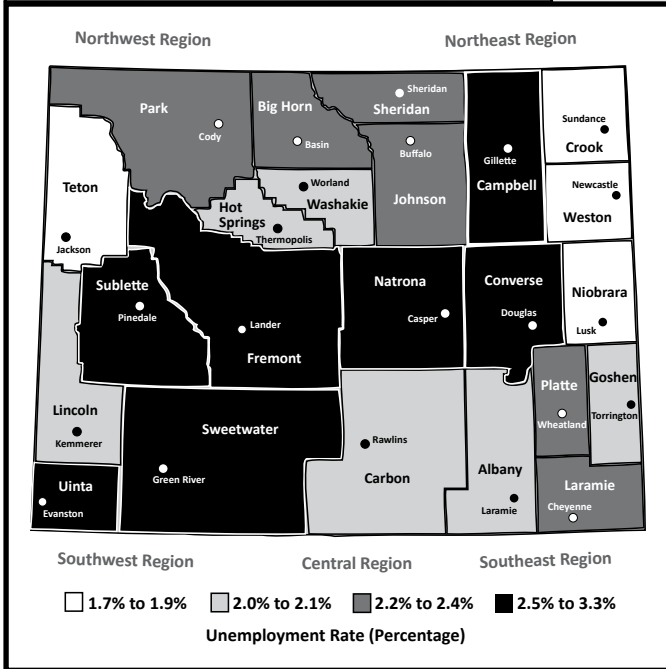 Northwest Region
Northeast Region
Park
Cody
Big Horn
Basin
Sheridan
Sheridan
Buffalo
Johnson
Gillette
Campbell
Sundance
Crook
Newcastle
Weston
Teton
Jackson
Hot
Springs
Thermopolis
Worland
Washakie
Sublette
Pinedale
Lander
Fremont
Natrona
Casper
Converse
Douglas
Niobrara
Lusk
Lincoln
Kemmerer
Sweetwater
Green River
Uinta
Evanston
Rawlins
Carbon
Albany
Laramie
Platte
Wheatland
Goshen
Torrington
Laramie
Cheyenne
Southwest Region
Central Region
Southeast Region
1.7% to 1.9%
2.0% to 2.1%
2.2% to 2.4%
2.5% to 3.3%
Unemployment Rate (Percentage)